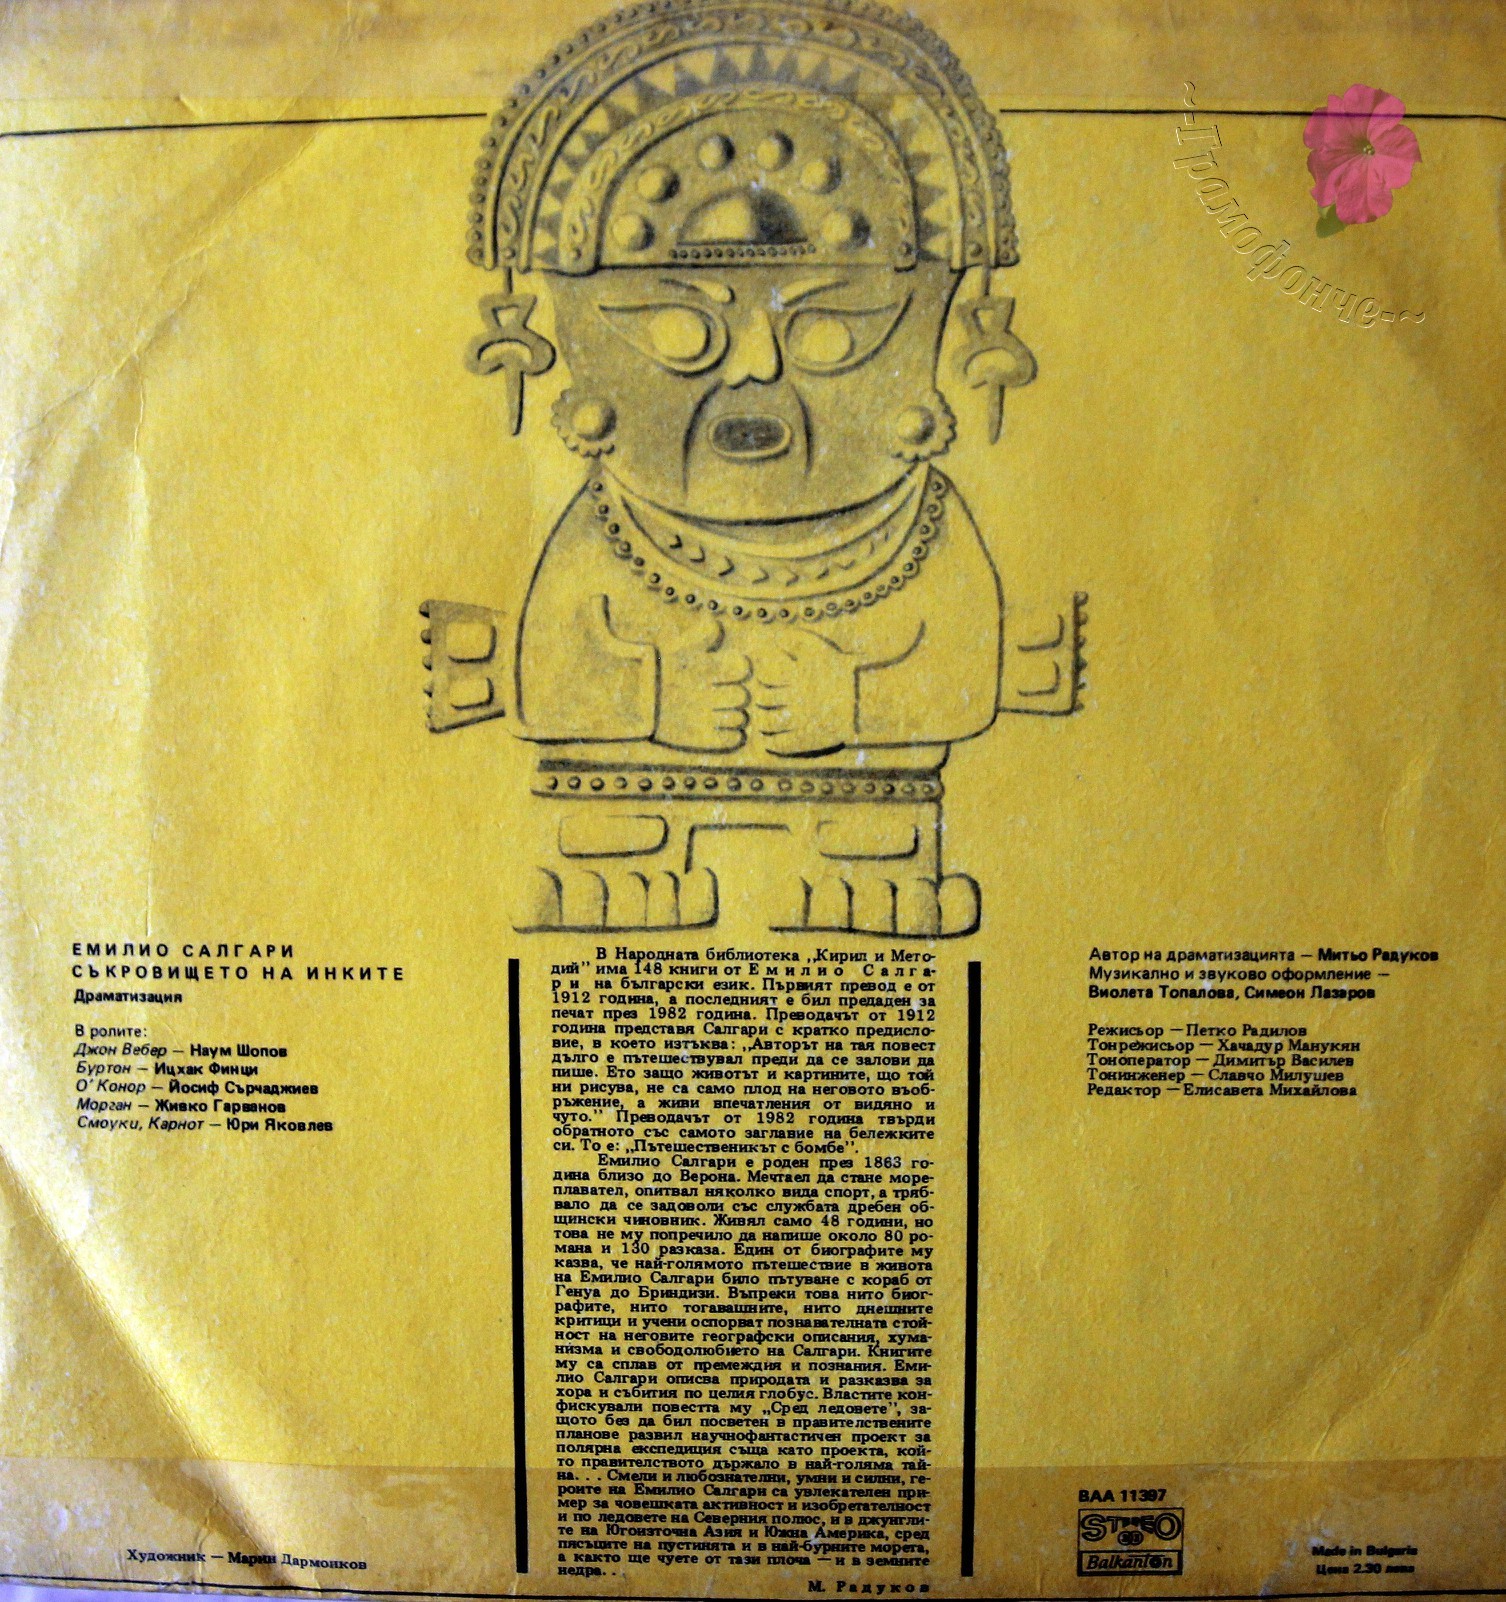 ~-Грамофонче-~
ЕМИЛИО САЛГАРИ
СЪКРОВИЩЕТО НА ИНКИТЕ
Драматизация
В ролите:
Джон Вебер — Наум Шопов
Буртон — Ицхак Финци
О' Конор — Йосиф Сърчаджиев
Морган — Живко Гарванов
Смоуки, Карнот — Юри Яковлев
Художник — Марин Дармонков
В Народната библиотека „Кирил и Мето-
дий” има 148 книги от Емилио Салга-
ри на български език. Първият превод е от
1912 година, а последният е бил предаден за
печат през 1982 година. Преводачът от 1912
година представя Салгари с кратко предисло-
вие, в което изтъква: „Авторът на тая повест
дълго е пътешествувал преди да се залови да
пише. Ето защо животът и картините, що той
ни рисува, не са само плод на неговото въоб-
ръжение, а живи впечатления от видяно и
чуто.” Преводачът от 1982 година твърди
обратното със самото заглавие на бележките
си. То е: „Пътешественикът с бомбе”.
Емилио Салгари е роден през 1863 го-
дина близо до Верона. Мечтаел да стане море-
плавател, опитвал няколко вида спорт, а тряб-
вало да се задоволи със службата дребен об-
щински чиновник. Живял само 48 години, но
това не му попречило да напише около 80 ро-
мана и 130 разказа. Един от биографите му
казва, че най-голямото пътешествие в живота
на Емилио Салгари било пътуване с кораб от
Генуа до Бриндизи. Въпреки това нито биог-
рафите, нито тогавашните, нито днешните
критици и учени оспорват познавателната стой-
ност на неговите географски описания, хума-
низма и свободолюбието на Салгари. Книгите
му са сплав от премеждия и познания. Еми-
лио Салгари описва природата и разказва за
хора и събития по целия глобус. Властите кон-
фискували повестта му „Сред ледовете”, за-
щото без да бил посветен в правителствените
планове развил научнофантастичен проект за
полярна експедиция съща като проекта, кой-
то правителството държало в най-голяма тай-
на. . . Смели и любознателни, умни и силни, ге-
роите на Емилио Салгари са увлекателен при-
мер за човешката активност и изобретателност
и по ледовете на Северния полюс, и в джунгли-
те на Югоизточна Азия и Южна Америка, сред
пясъците на пустинята и в най-бурните морета,
а както ще чуете от тази плоча — и в земните
недра. .
М. Радуков
Автор на драматизацията — Митьо Радуков
Музикално и звуково оформление —
Виолета Топалова, Симеон Лазаров
Режисьор — Петко Радилов
Тонрежисьор — Хачадур Манукян
Тоноператор — Димитър Василев
Тонинженер — Славчо Милушев
Редактор — Елисавета Михайлова
ВАА 11397
STEREO
33
Balkanton
Made in Bulgaria
Цена 2.30 лева